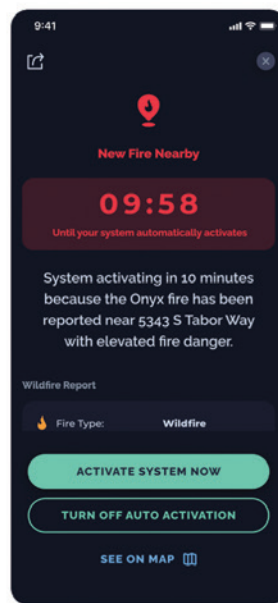 9:41
New Fire Nearby
09:58
Until your system automatically activates
System activating in 10 minutes
because the Onyx fire has been
reported near 5343 S Tabor Way
with elevated fire danger.
Wildfire Report
Fire Type: Wildfire
ACTIVATE SYSTEM NOW
TURN OFF AUTO ACTIVATION
SEE ON MAP